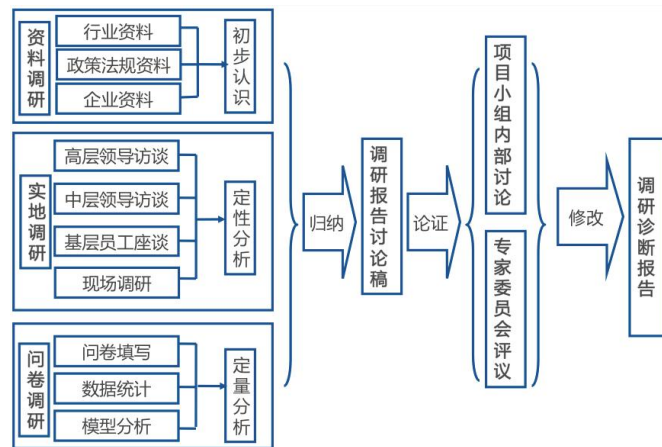 资料调研
行业资料
政策法规资料
企业资料
初步认识
实地调研
高层领导访谈
中层领导访谈
基层员工座谈
现场调研
定性分析
问卷调研
问卷填写
数据统计
模型分析
定量分析
归纳
调研报告讨论稿
论证
项目小组内部讨论
专家委员会评议
修改
调研诊断报告